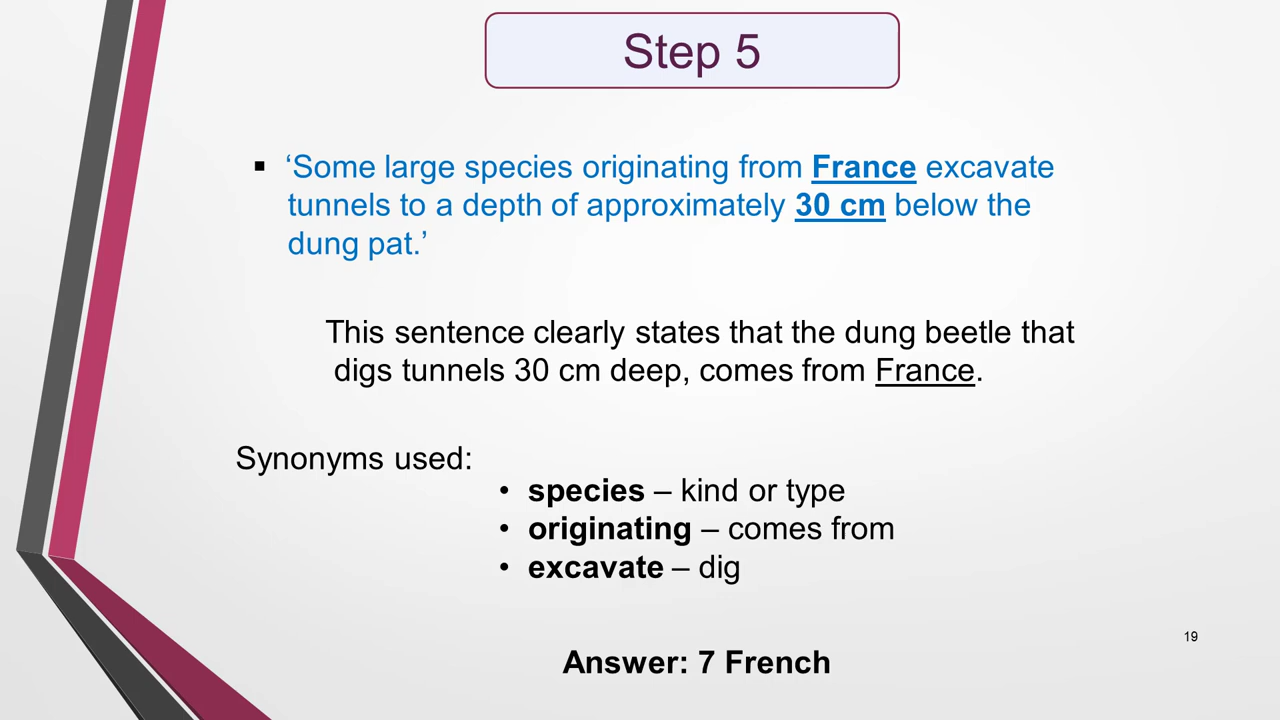 Step 5
▪ ‘Some large species originating from France excavate
tunnels to a depth of approximately 30 cm below the
dung pat.’
This sentence clearly states that the dung beetle that
digs tunnels 30 cm deep, comes from France.
Synonyms used:
• species – kind or type
• originating – comes from
• excavate – dig
19
Answer: 7 French